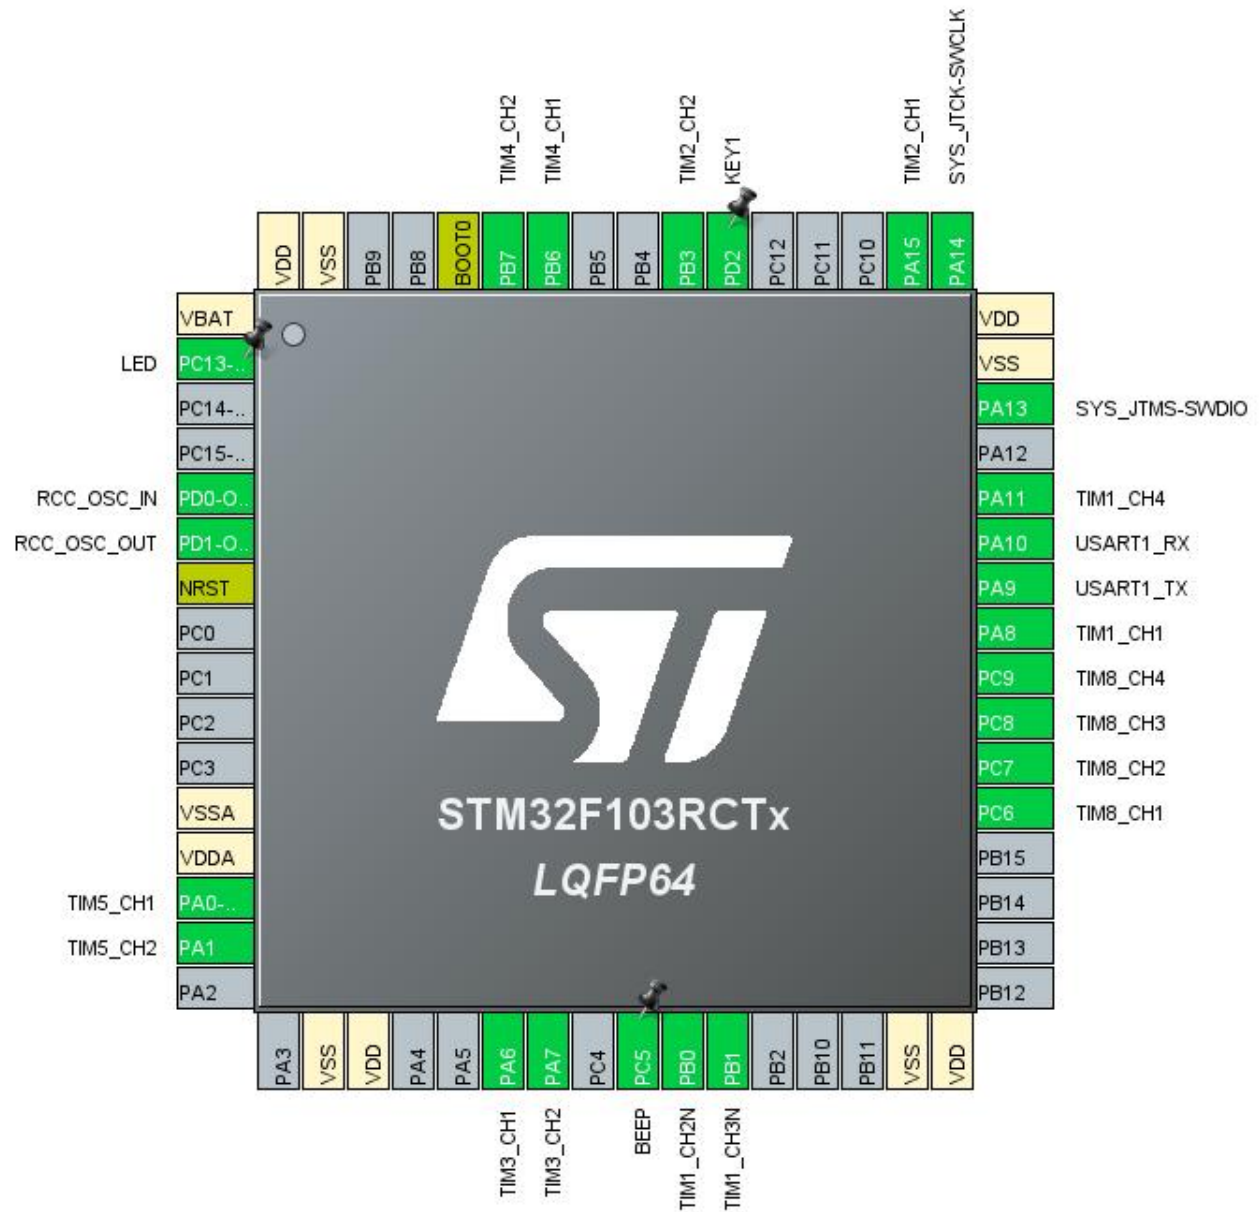 TIM4_CH2
TIM4_CH1
TIM2_CH2
KEY1
TIM2_CH1
SYS_JTCK-SWCLK
VDD
VSS
PB9
PB8
BOOT0
PB7
PB6
PB5
PB4
PB3
PD2
PC12
PC11
PC10
PA15
PA14
VBAT
LED
PC13-..
PC14-..
PC15-..
RCC_OSC_IN
PD0-O..
RCC_OSC_OUT
PD1-O..
NRST
PC0
PC1
PC2
PC3
VSSA
VDDA
TIM5_CH1
PA0-..
TIM5_CH2
PA1
PA2
ST
STM32F103RCTx
LQFP64
VDD
VSS
PA13
SYS_JTMS-SWDIO
PA12
PA11
TIM1_CH4
PA10
USART1_RX
PA9
USART1_TX
PA8
TIM1_CH1
PC9
TIM8_CH4
PC8
TIM8_CH3
PC7
TIM8_CH2
PC6
TIM8_CH1
PB15
PB14
PB13
PB12
PA3
VSS
VDD
PA4
PA5
PA6
PA7
PC4
PC5
PB0
PB1
PB2
PB10
PB11
VSS
VDD
TIM3_CH1
TIM3_CH2
BEEP
TIM1_CH2N
TIM1_CH3N